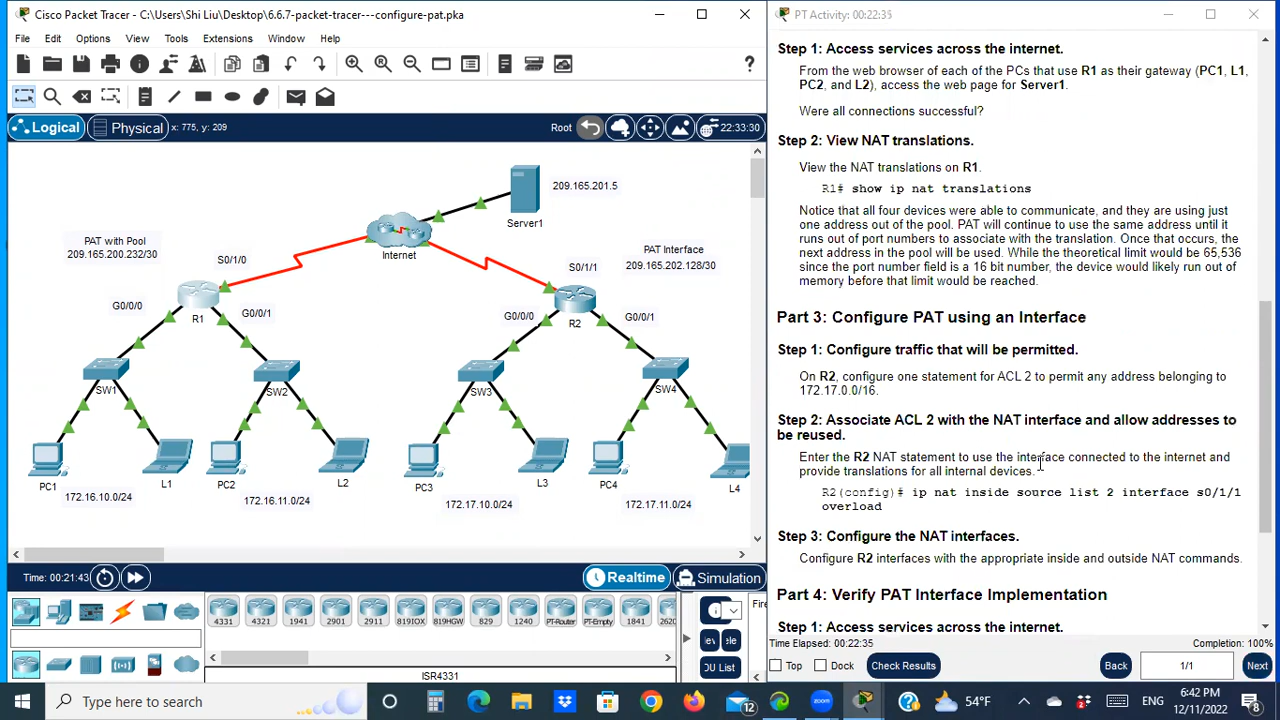 Cisco Packet Tracer - C:\Users\Shi Liu\Desktop\6.6.7-packet-tracer---configure-pat.pka
File Edit Options View Tools Extensions Window Help
Logical Physical x: 775, y: 209 Root 22:33:30
209.165.201.5
Server1
Internet
PAT with Pool
209.165.200.232/30
S0/1/0
PAT Interface
209.165.202.128/30
S0/1/1
G0/0/0
R1
G0/0/1
G0/0/0
R2
G0/0/1
SW1
SW2
SW3
SW4
PC1
L1
PC2
L2
PC3
L3
PC4
L4
172.16.10.0/24
172.16.11.0/24
172.17.10.0/24
172.17.11.0/24
Time: 00:21:43 Realtime Simulation
4331 4321 1941 2901 2911 819IOX 819HGW 829 1240 PT-Router PT-Empty 1841 2620
Fire
DU List
ISR4331
PT Activity: 00:22:35
Step 1: Access services across the internet.
From the web browser of each of the PCs that use R1 as their gateway (PC1, L1,
PC2, and L2), access the web page for Server1.
Were all connections successful?
Step 2: View NAT translations.
View the NAT translations on R1.
R1# show ip nat translations
Notice that all four devices were able to communicate, and they are using just
one address out of the pool. PAT will continue to use the same address until it
runs out of port numbers to associate with the translation. Once that occurs, the
next address in the pool will be used. While the theoretical limit would be 65,536
since the port number field is a 16 bit number, the device would likely run out of
memory before that limit would be reached.
Part 3: Configure PAT using an Interface
Step 1: Configure traffic that will be permitted.
On R2, configure one statement for ACL 2 to permit any address belonging to
172.17.0.0/16.
Step 2: Associate ACL 2 with the NAT interface and allow addresses to
be reused.
Enter the R2 NAT statement to use the interface connected to the internet and
provide translations for all internal devices.
R2(config)# ip nat inside source list 2 interface s0/1/1
overload
Step 3: Configure the NAT interfaces.
Configure R2 interfaces with the appropriate inside and outside NAT commands.
Part 4: Verify PAT Interface Implementation
Step 1: Access services across the internet.
Time Elapsed: 00:22:35 Completion: 100%
Top Dock Check Results Back 1/1 Next
Type here to search
12
54°F
2
ENG
6:42 PM
12/11/2022
8